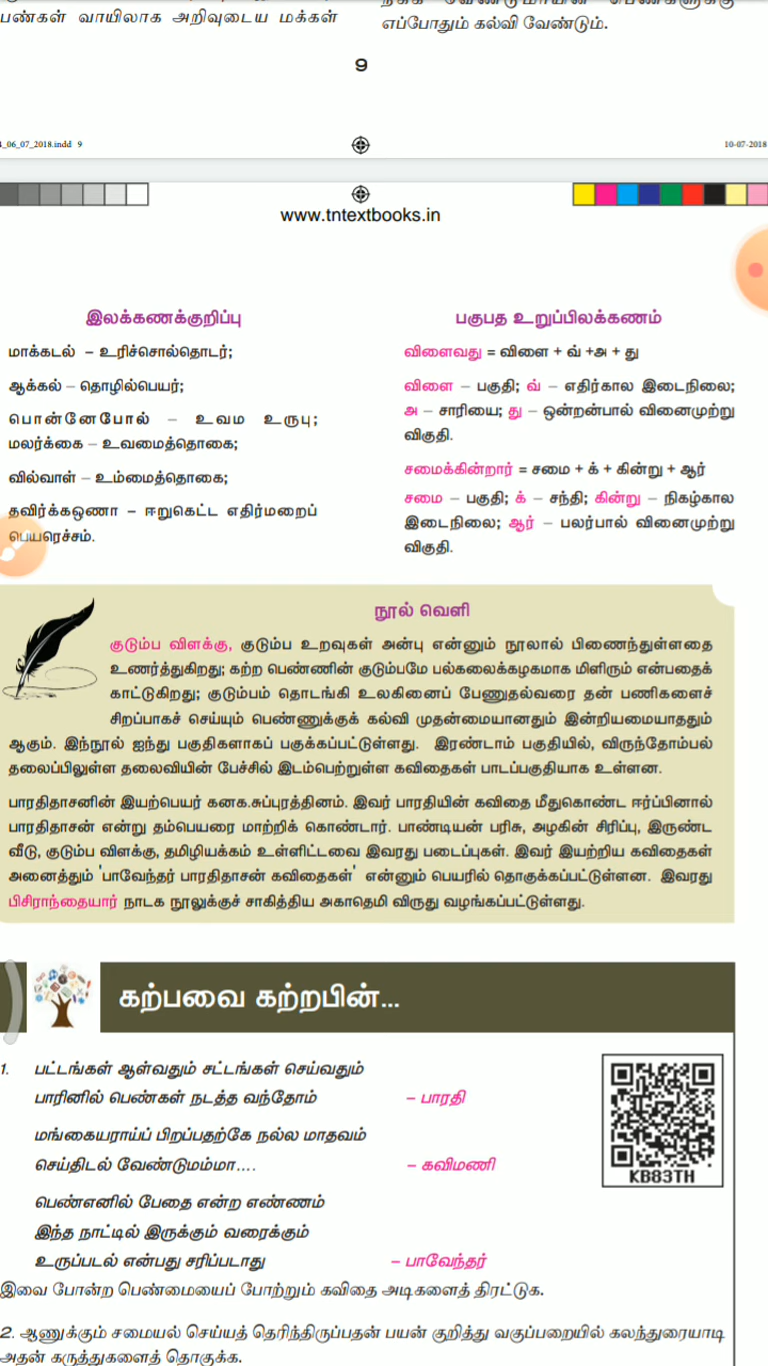 பண்கள் வாயிலாக அறிவுடைய மக்கள்
எப்போதும் கல்வி வேண்டும்.
9
_06_07_2018.indd 9
10-07-2018
www.tntextbooks.in
இலக்கணக்குறிப்பு
மாக்கடல் – உரிச்சொல்தொடர்;
ஆக்கல் – தொழில்பெயர்;
பொன்னேபோல் – உவம உருபு;
மலர்க்கை – உவமைத்தொகை;
வில்வாள் – உம்மைத்தொகை;
தவிர்க்கஒணா – ஈறுகெட்ட எதிர்மறைப்
பெயரெச்சம்.
பகுபத உறுப்பிலக்கணம்
விளைவது = விளை + வ் +அ + து
விளை – பகுதி; வ் – எதிர்கால இடைநிலை;
அ – சாரியை; து – ஒன்றன்பால் வினைமுற்று
விகுதி.
சமைக்கின்றார் = சமை + க் + கின்று + ஆர்
சமை – பகுதி; க் – சந்தி; கின்று – நிகழ்கால
இடைநிலை; ஆர் – பலர்பால் வினைமுற்று
விகுதி.
நூல் வெளி
குடும்ப விளக்கு, குடும்ப உறவுகள் அன்பு என்னும் நூலால் பிணைந்துள்ளதை
உணர்த்துகிறது; கற்ற பெண்ணின் குடும்பமே பல்கலைக்கழகமாக மிளிரும் என்பதைக்
காட்டுகிறது; குடும்பம் தொடங்கி உலகினைப் பேணுதல்வரை தன் பணிகளைச்
சிறப்பாகச் செய்யும் பெண்ணுக்குக் கல்வி முதன்மையானதும் இன்றியமையாததும்
ஆகும். இந்நூல் ஐந்து பகுதிகளாகப் பகுக்கப்பட்டுள்ளது. இரண்டாம் பகுதியில், விருந்தோம்பல்
தலைப்பிலுள்ள தலைவியின் பேச்சில் இடம்பெற்றுள்ள கவிதைகள் பாடப்பகுதியாக உள்ளன.
பாரதிதாசனின் இயற்பெயர் கனக.சுப்புரத்தினம். இவர் பாரதியின் கவிதை மீதுகொண்ட ஈர்ப்பினால்
பாரதிதாசன் என்று தம்பெயரை மாற்றிக் கொண்டார். பாண்டியன் பரிசு, அழகின் சிரிப்பு, இருண்ட
வீடு, குடும்ப விளக்கு, தமிழியக்கம் உள்ளிட்டவை இவரது படைப்புகள். இவர் இயற்றிய கவிதைகள்
அனைத்தும் 'பாவேந்தர் பாரதிதாசன் கவிதைகள்' என்னும் பெயரில் தொகுக்கப்பட்டுள்ளன. இவரது
பிசிராந்தையார் நாடக நூலுக்குச் சாகித்திய அகாதெமி விருது வழங்கப்பட்டுள்ளது.
கற்பவை கற்றபின்...
1. பட்டங்கள் ஆள்வதும் சட்டங்கள் செய்வதும்
பாரினில் பெண்கள் நடத்த வந்தோம் – பாரதி
மங்கையராய்ப் பிறப்பதற்கே நல்ல மாதவம்
செய்திடல் வேண்டுமம்மா.... – கவிமணி
பெண்எனில் பேதை என்ற எண்ணம்
இந்த நாட்டில் இருக்கும் வரைக்கும்
உருப்படல் என்பது சரிப்படாது – பாவேந்தர்
KB83TH
இவை போன்ற பெண்மையைப் போற்றும் கவிதை அடிகளைத் திரட்டுக.
2. ஆணுக்கும் சமையல் செய்யத் தெரிந்திருப்பதன் பயன் குறித்து வகுப்பறையில் கலந்துரையாடி
அதன் கருத்துகளைத் தொகுக்க.